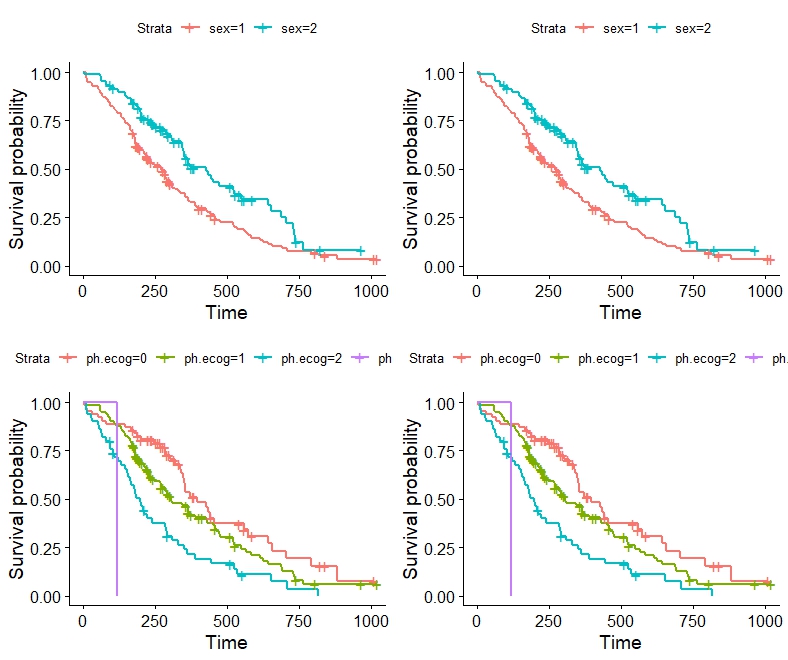 Strata sex=1 sex=2
Survival probability
1.00
0.75
0.50
0.25
0.00
0 250 500 750 1000
Time
Strata sex=1 sex=2
Survival probability
1.00
0.75
0.50
0.25
0.00
0 250 500 750 1000
Time
Strata ph.ecog=0 ph.ecog=1 ph.ecog=2 ph
Survival probability
1.00
0.75
0.50
0.25
0.00
0 250 500 750 1000
Time
Strata ph.ecog=0 ph.ecog=1 ph.ecog=2 ph.
Survival probability
1.00
0.75
0.50
0.25
0.00
0 250 500 750 1000
Time